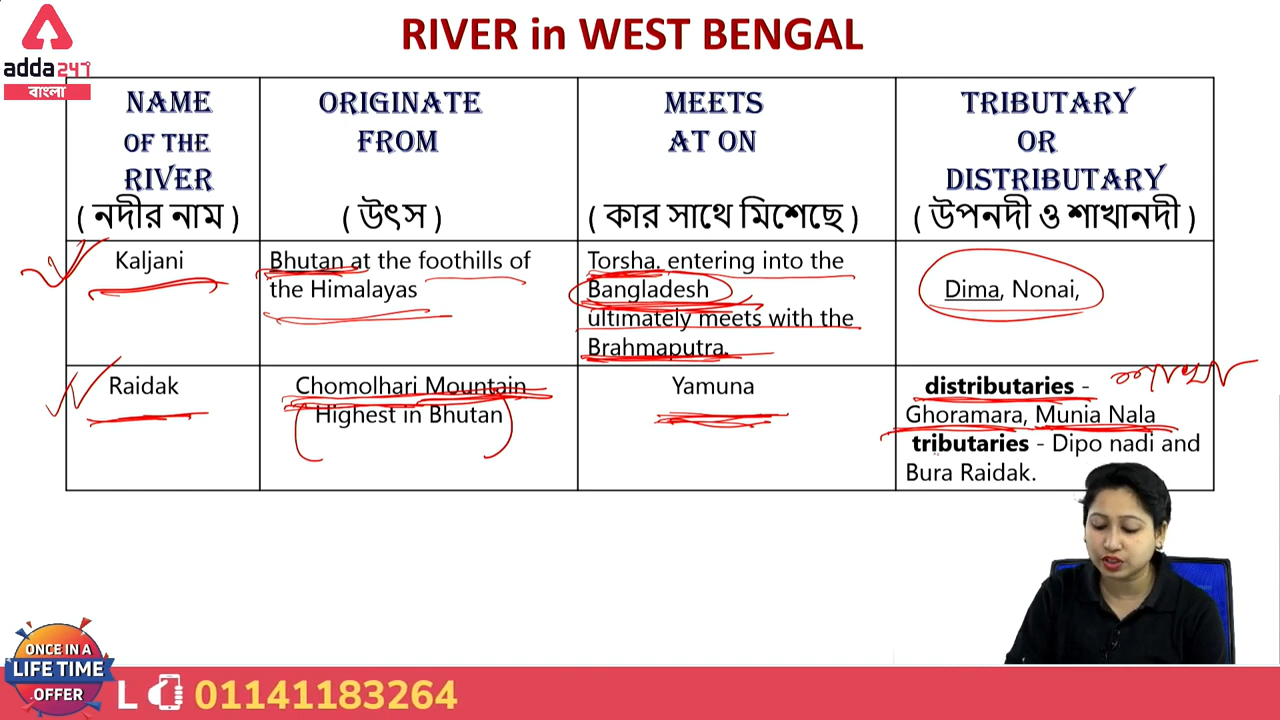 RIVER in WEST BENGAL
adda247
বাংলা
NAME
OF THE
RIVER
( নদীর নাম )
ORIGINATE
FROM
( উৎস )
MEETS
AT ON
( কার সাথে মিশেছে )
TRIBUTARY
OR
DISTRIBUTARY
( উপনদী ও শাখানদী )
Kaljani
Bhutan at the foothills of
the Himalayas
Torsha, entering into the
Bangladesh
ultimately meets with the
Brahmaputra.
Dima, Nonai,
Raidak
Chomolhari Mountain
Highest in Bhutan
Yamuna
distributaries -
Ghoramara, Munia Nala
tributaries - Dipo nadi and
Bura Raidak.
ONCE IN A
LIFE TIME
OFFER
L 01141183264